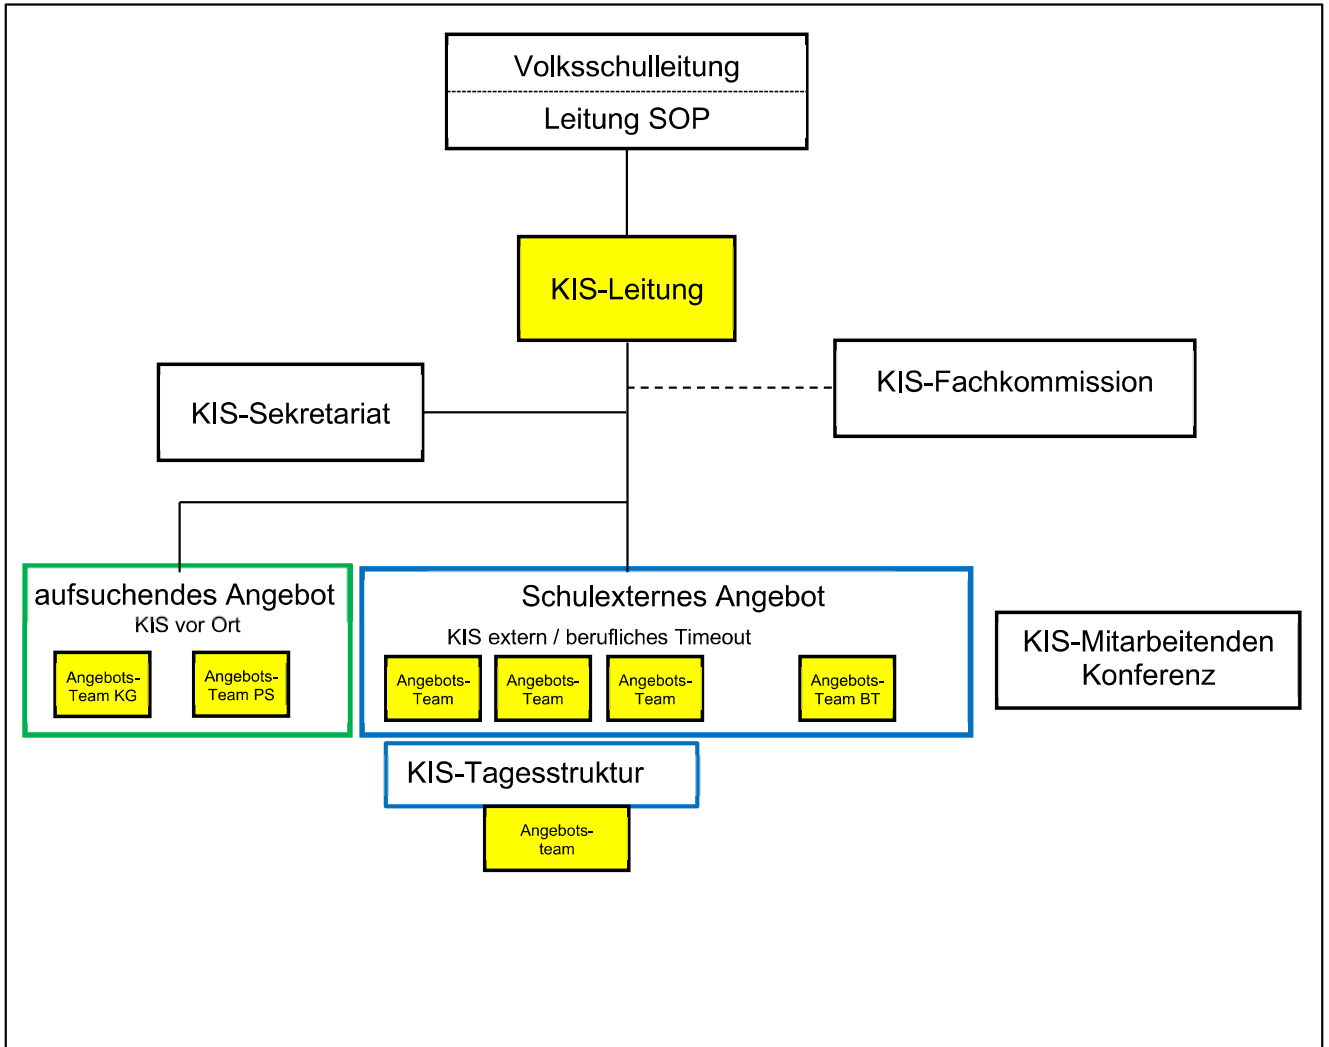 Volksschulleitung
Leitung SOP
KIS-Leitung
KIS-Fachkommission
KIS-Sekretariat
aufsuchendes Angebot
KIS vor Ort
Angebots-
Team KG
Angebots-
Team PS
Schulexternes Angebot
KIS extern / berufliches Timeout
Angebots-
Team
Angebots-
Team
Angebots-
Team
Angebots-
Team BT
KIS-Mitarbeitenden
Konferenz
KIS-Tagesstruktur
Angebots-
team